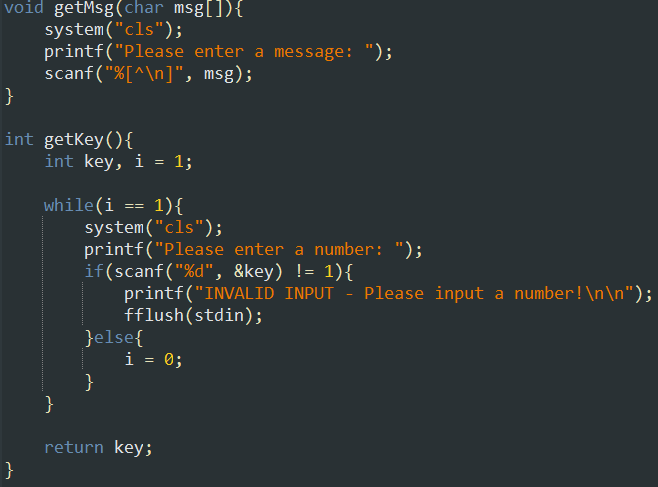 void getMsg(char msg[]){
    system("cls");
    printf("Please enter a message: ");
    scanf("%[^\n]", msg);
}

int getKey(){
    int key, i = 1;

    while(i == 1){
        system("cls");
        printf("Please enter a number: ");
        if(scanf("%d", &key) != 1){
            printf("INVALID INPUT - Please input a number!\n\n");
            fflush(stdin);
        }else{
            i = 0;
        }
    }

    return key;
}